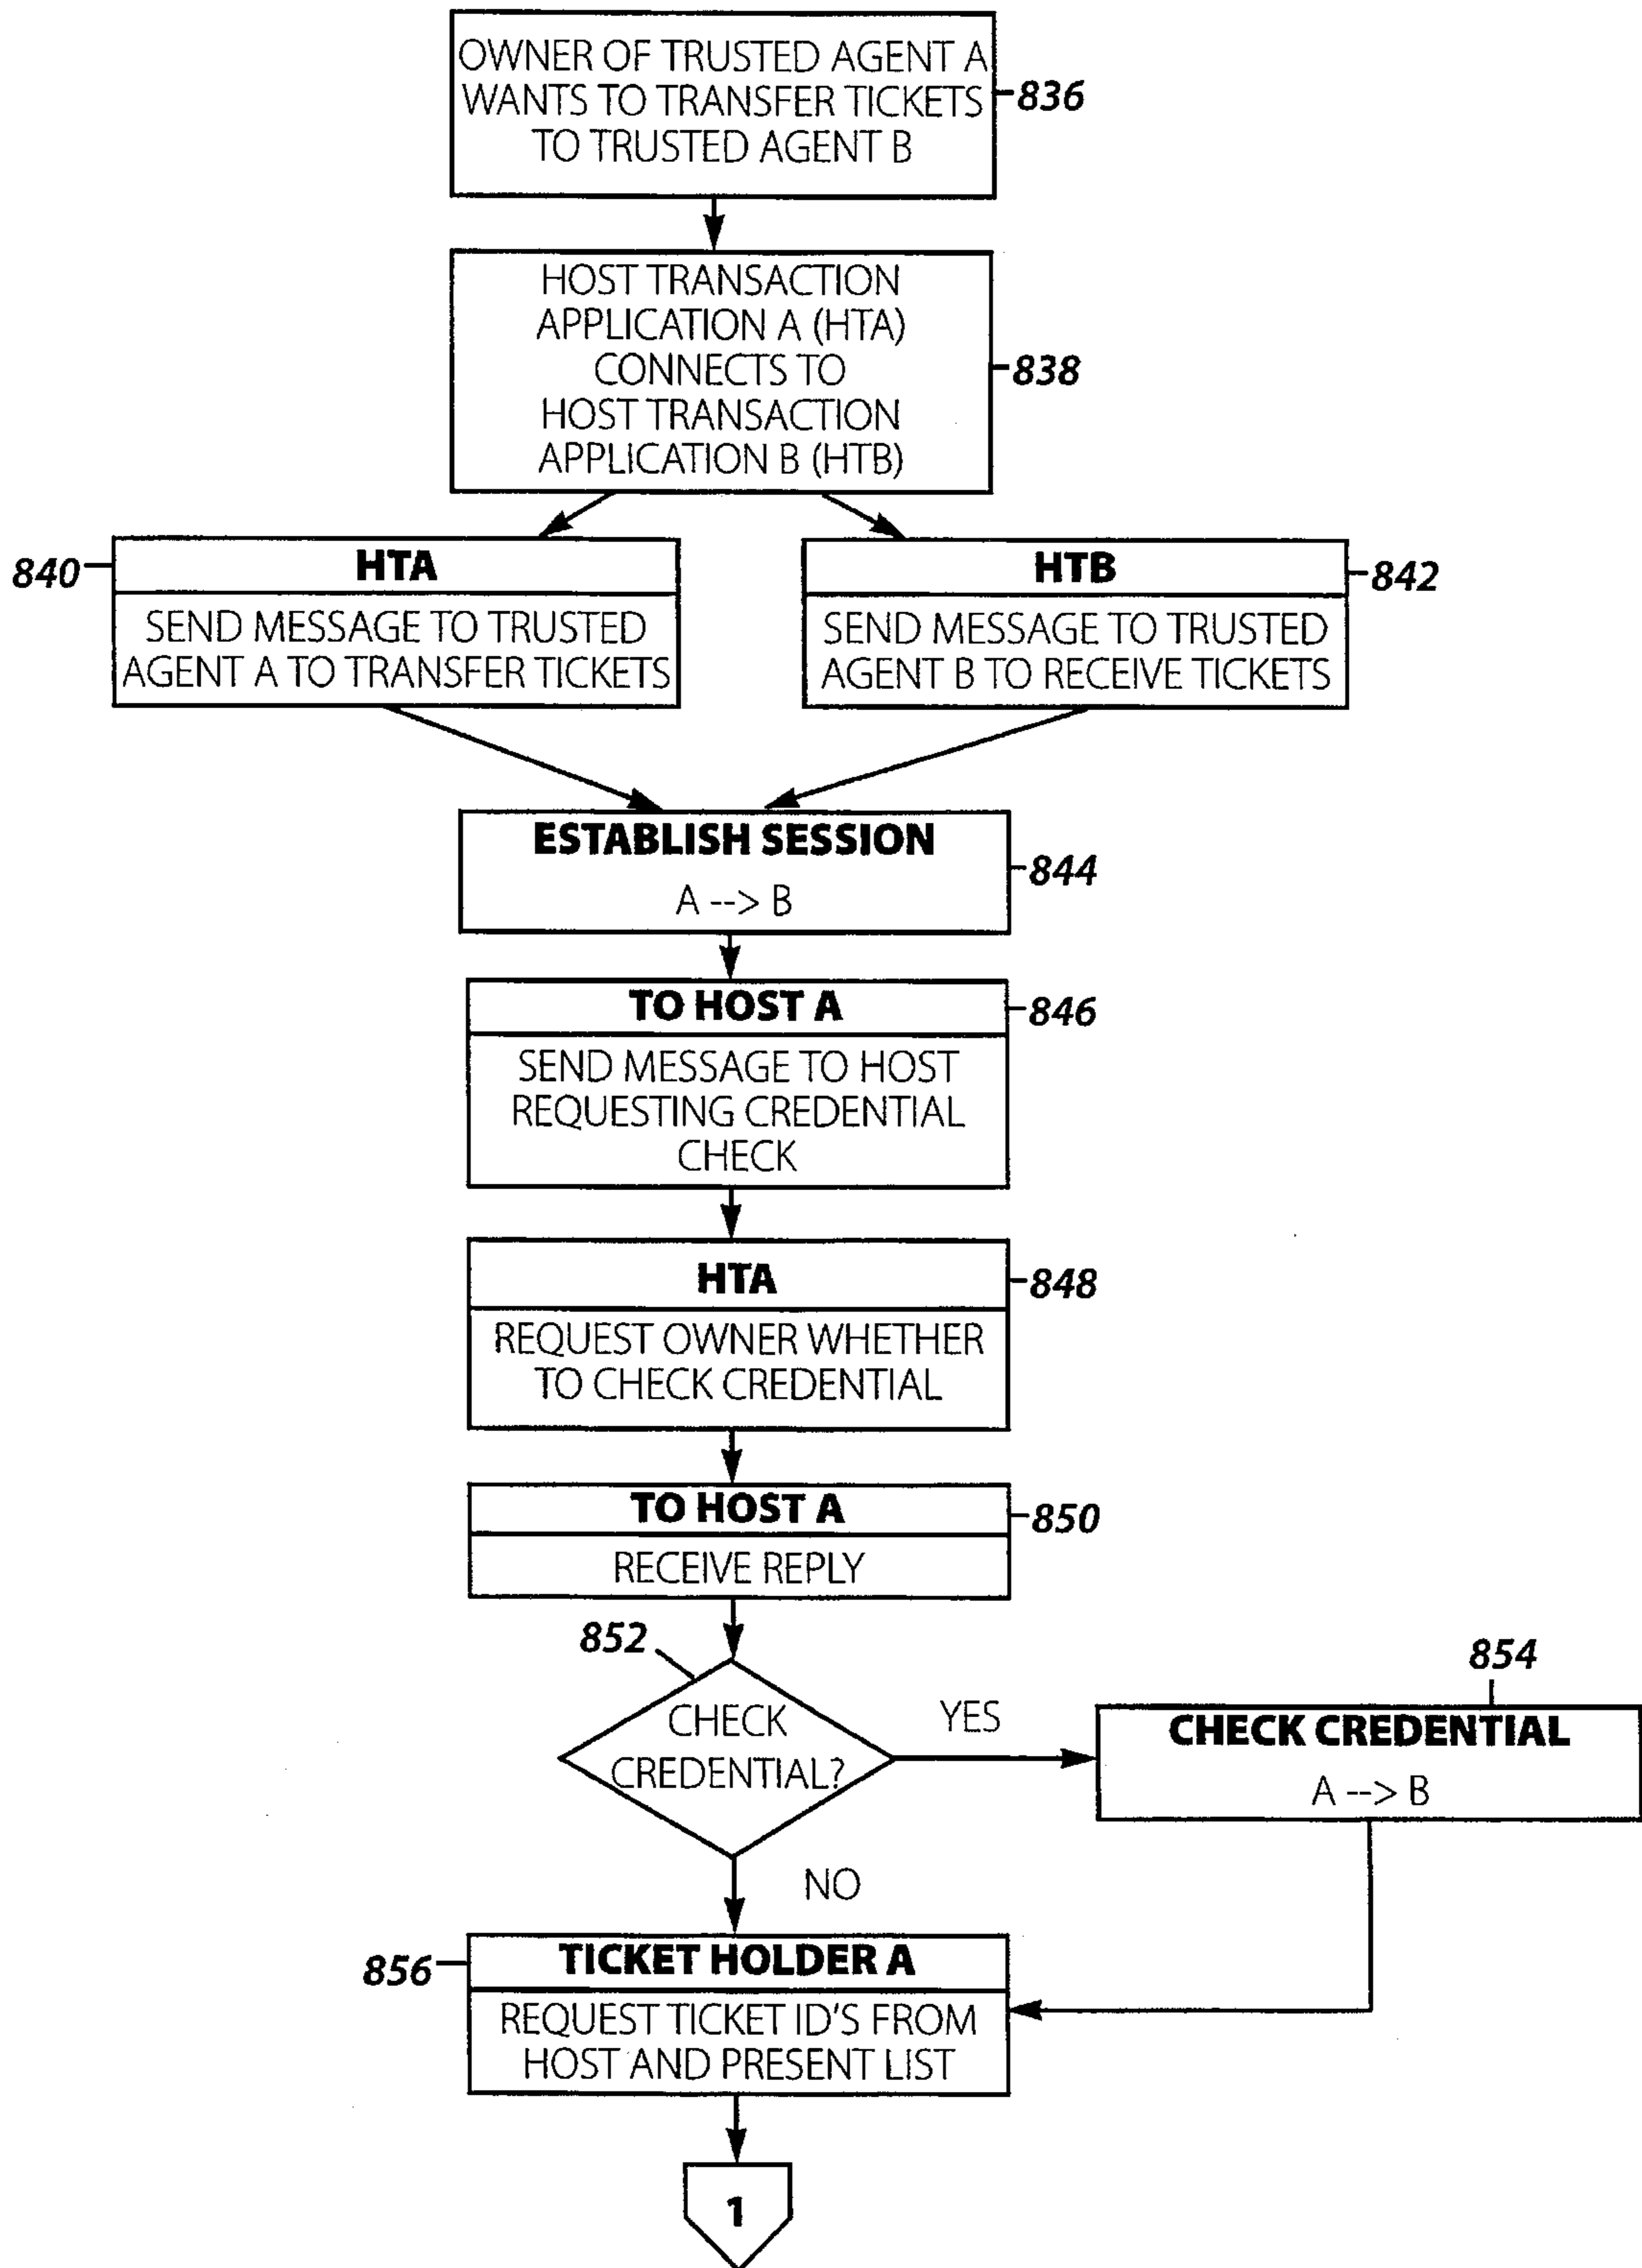 OWNER OF TRUSTED AGENT A
WANTS TO TRANSFER TICKETS
TO TRUSTED AGENT B
836
HOST TRANSACTION
APPLICATION A (HTA)
CONNECTS TO
HOST TRANSACTION
APPLICATION B (HTB)
838
840
HTA
SEND MESSAGE TO TRUSTED
AGENT A TO TRANSFER TICKETS
HTB
842
SEND MESSAGE TO TRUSTED
AGENT B TO RECEIVE TICKETS
ESTABLISH SESSION
A --> B
844
TO HOST A
846
SEND MESSAGE TO HOST
REQUESTING CREDENTIAL
CHECK
HTA
848
REQUEST OWNER WHETHER
TO CHECK CREDENTIAL
TO HOST A
850
RECEIVE REPLY
852
CHECK
CREDENTIAL?
YES
854
CHECK CREDENTIAL
A --> B
NO
856
TICKET HOLDER A
REQUEST TICKET ID'S FROM
HOST AND PRESENT LIST
1